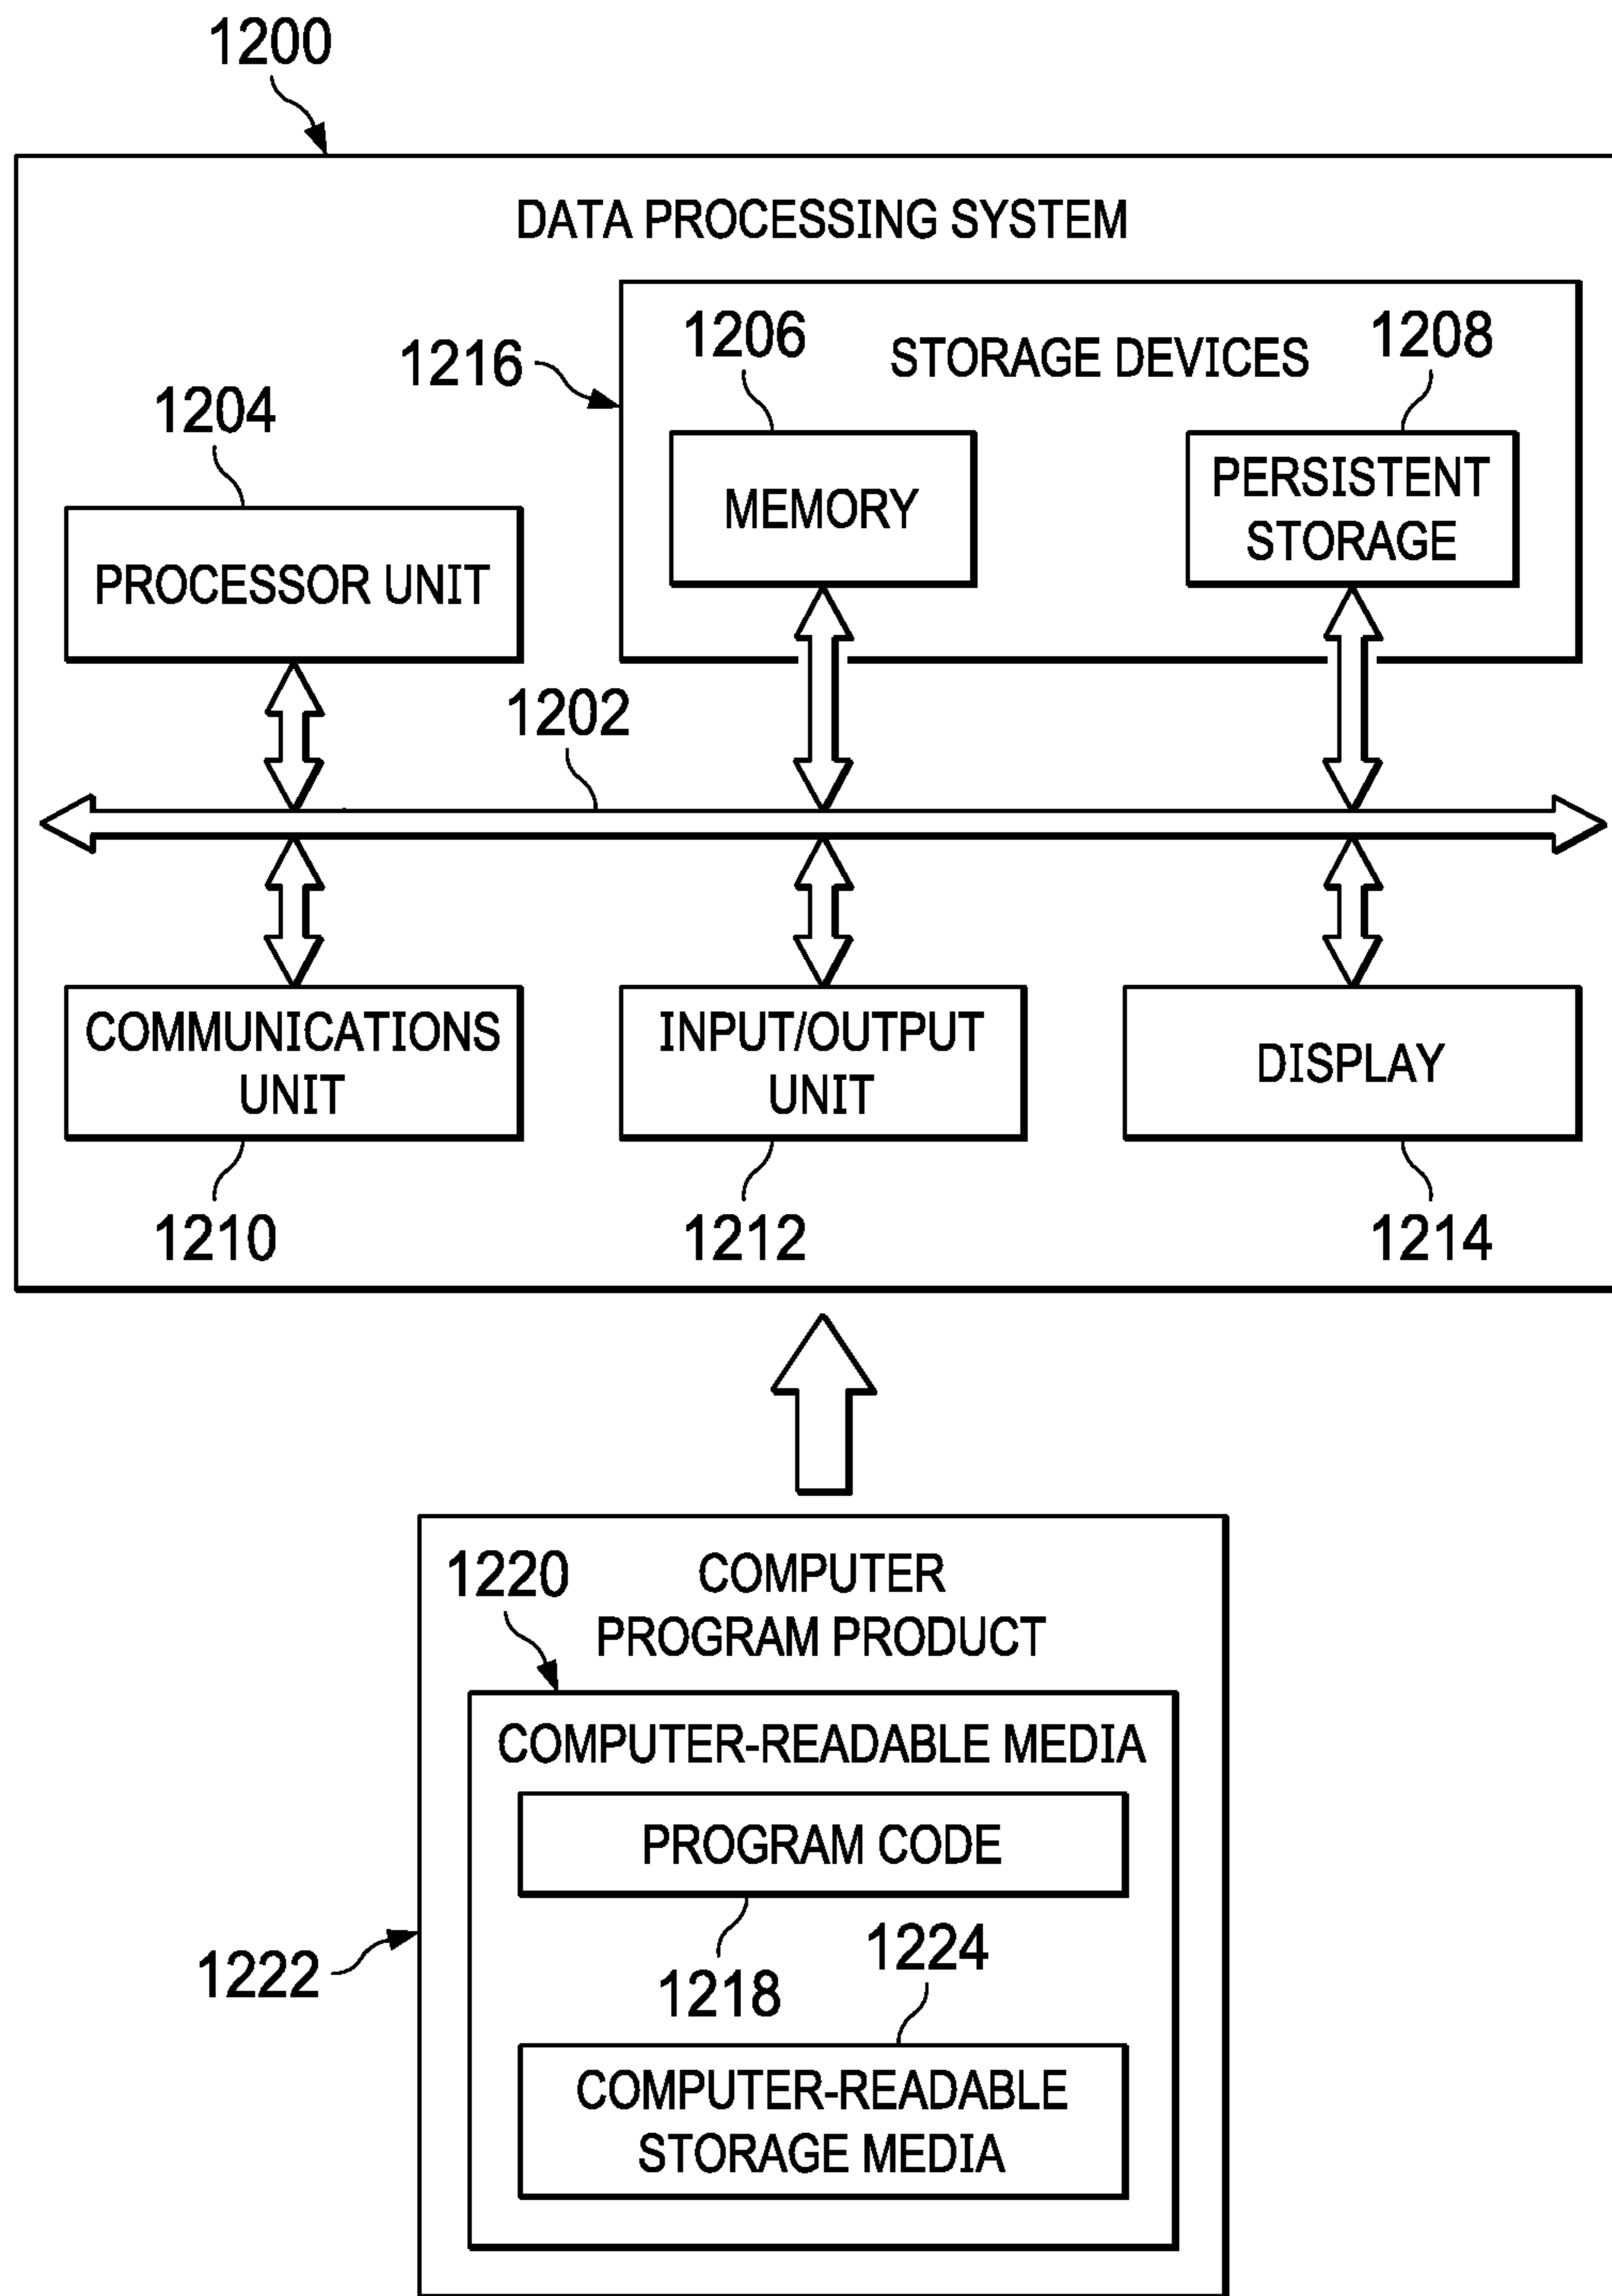 1200
DATA PROCESSING SYSTEM
1216
1206
STORAGE DEVICES
1208
1204
MEMORY
PERSISTENT
STORAGE
PROCESSOR UNIT
1202
COMMUNICATIONS
UNIT
INPUT/OUTPUT
UNIT
DISPLAY
1210
1212
1214
1220
COMPUTER
PROGRAM PRODUCT
COMPUTER-READABLE MEDIA
PROGRAM CODE
1222
1218
1224
COMPUTER-READABLE
STORAGE MEDIA